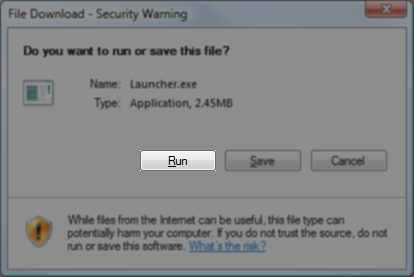 File Download - Security Warning
Do you want to run or save this file?
Name: Launcher.exe
Type: Application, 2.45MB
Run Save Cancel
While files from the Internet can be useful, this file type can
potentially harm your computer. If you do not trust the source, do not
run or save this software. What's the risk?